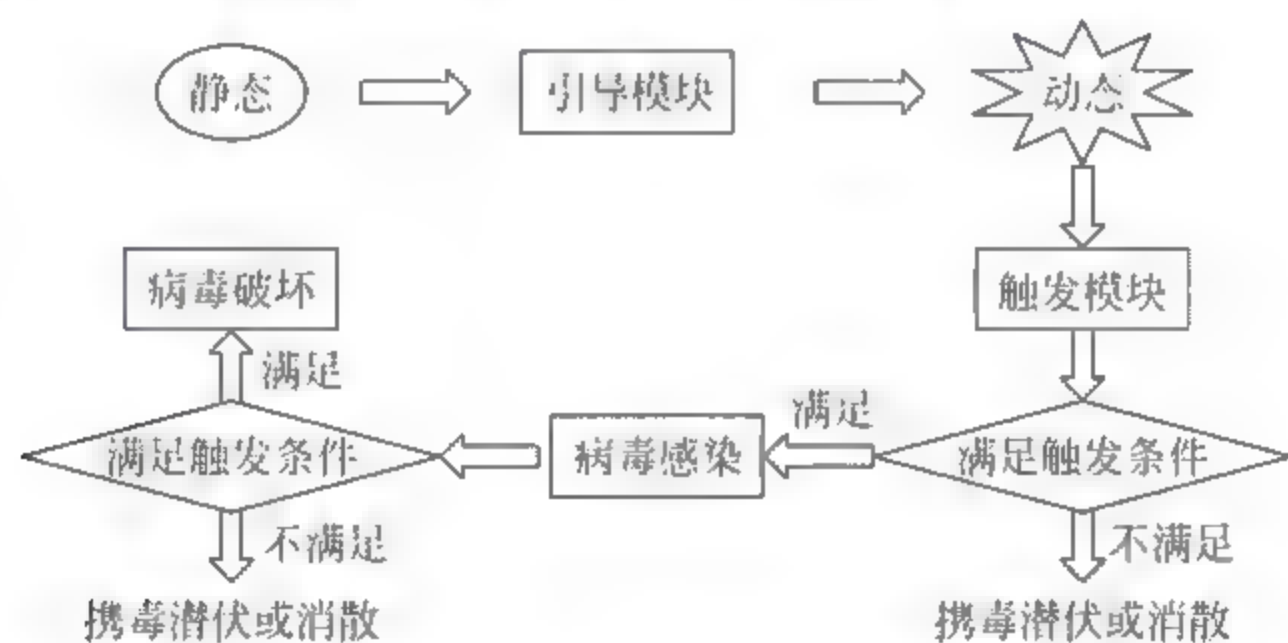 静态
引导模块
动态
病毒破坏
触发模块
满足
满足
满足触发条件
病毒感染
满足触发条件
不满足
不满足
携毒潜伏或消散
携毒潜伏或消散